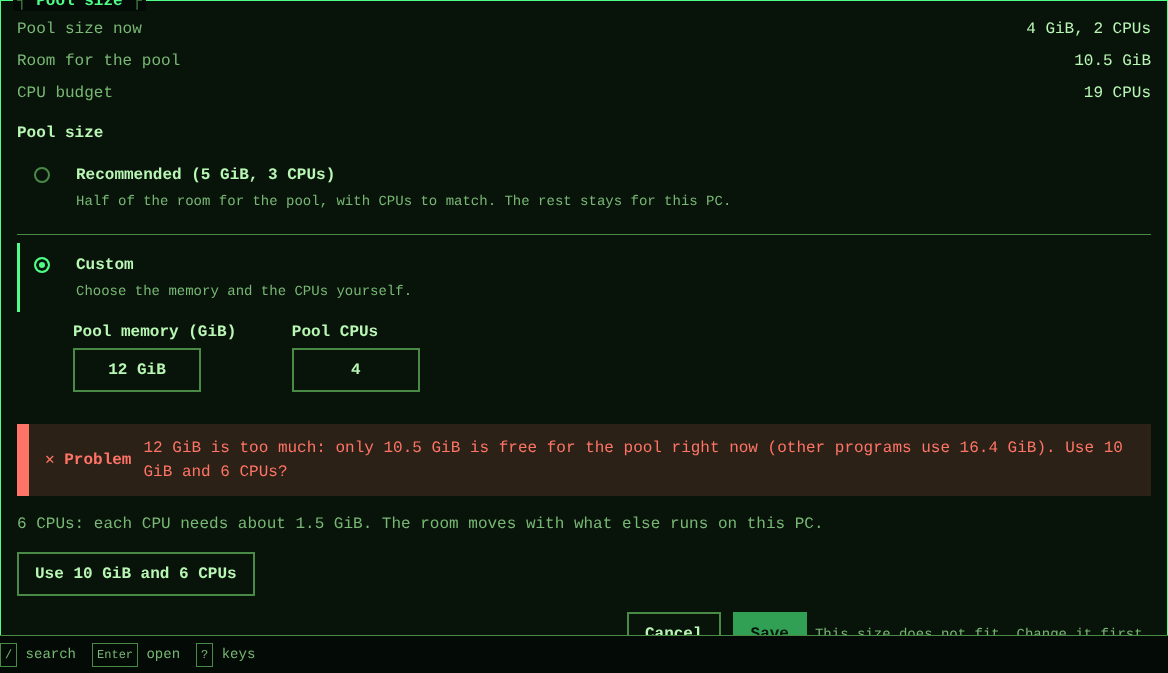 Pool size
Pool size now 4 GiB, 2 CPUs
Room for the pool 10.5 GiB
CPU budget 19 CPUs
Pool size
Recommended (5 GiB, 3 CPUs)
Half of the room for the pool, with CPUs to match. The rest stays for this PC.
Custom
Choose the memory and the CPUs yourself.
Pool memory (GiB) Pool CPUs
12 GiB 4
× Problem 12 GiB is too much: only 10.5 GiB is free for the pool right now (other programs use 16.4 GiB). Use 10
GiB and 6 CPUs?
6 CPUs: each CPU needs about 1.5 GiB. The room moves with what else runs on this PC.
Use 10 GiB and 6 CPUs
Cancel Save This size does not fit. Change it first.
/ search Enter open ? keys